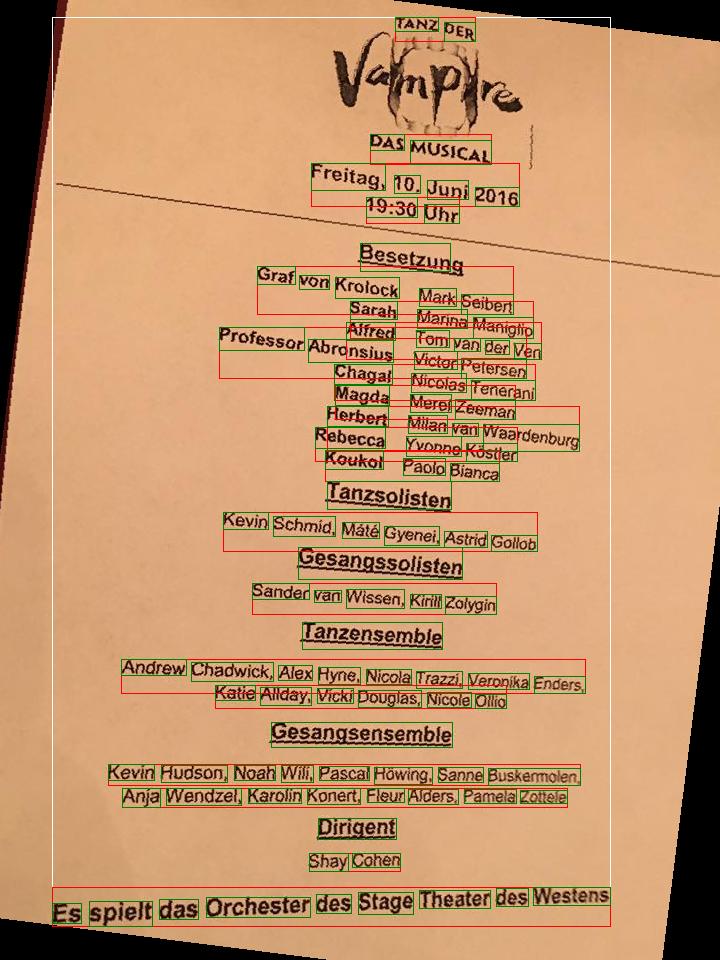 TANZ DER
Vampire
DAS MUSICAL
Freitag, 10. Juni 2016
19:30 Uhr
Besetzung
Graf von Krolock Mark Seibert
Sarah Marina Maniglio
Alfred Tom van der Ven
Professor Abronsius Victor Petersen
Chagal Nicolas Tenerani
Magda Merel Zeeman
Herbert Milan van Waardenburg
Rebecca Yvonne Köstler
Koukol Paolo Bianca
Tanzsolisten
Kevin Schmid, Máté Gyenei, Astrid Gollob
Gesangssolisten
Sander van Wissen, Kirill Zolygin
Tanzensemble
Andrew Chadwick, Alex Hyne, Nicola Trazzi, Veronika Enders,
Katie Allday, Vicki Douglas, Nicole Ollio
Gesangsensemble
Kevin Hudson, Noah Wili, Pascal Höwing, Sanne Buskermolen,
Anja Wendzel, Karolin Konert, Fleur Alders, Pamela Zottele
Dirigent
Shay Cohen
Es spielt das Orchester des Stage Theater des Westens